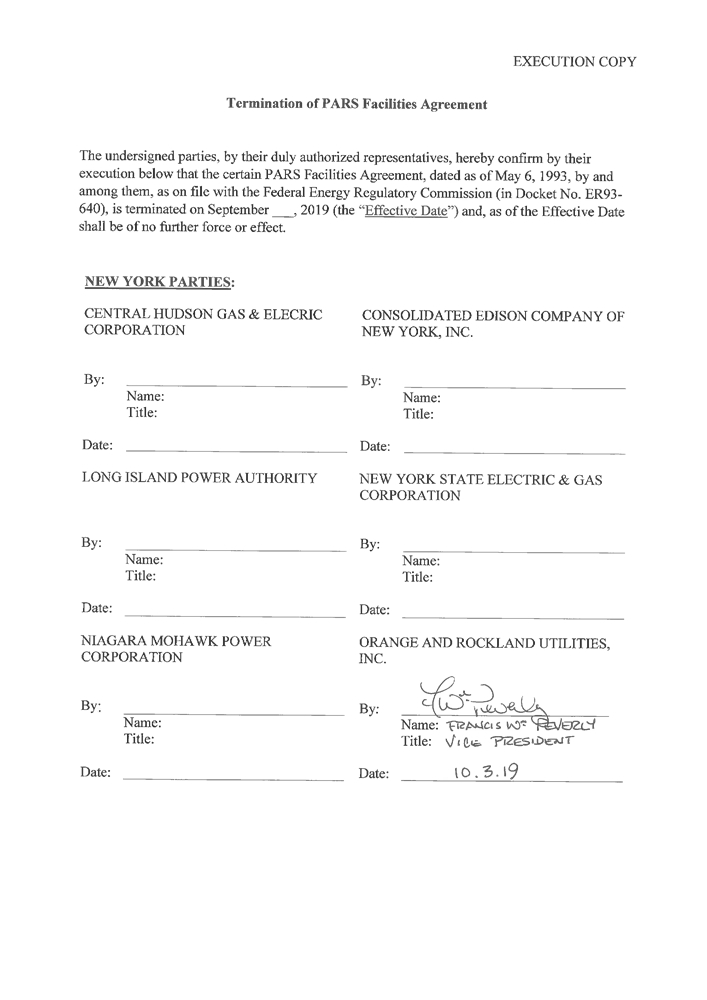 EXECUTION COPY
Termination of PARS Facilities Agreement
The undersigned parties, by their duly authorized representatives, hereby confirm by their
execution below that the certain PARS Facilities Agreement, dated as of May 6, 1993, by and
among them, as on file with the Federal Energy Regulatory Commission (in Docket No. ER93-
640), is terminated on September ___, 2019 (the “Effective Date”) and, as of the Effective Date
shall be of no further force or effect.
NEW YORK PARTIES:
CENTRAL HUDSON GAS & ELECRIC
CORPORATION
By:
Name:
Title:
Date:
CONSOLIDATED EDISON COMPANY OF
NEW YORK, INC.
By:
Name:
Title:
Date:
LONG ISLAND POWER AUTHORITY
By:
Name:
Title:
Date:
NEW YORK STATE ELECTRIC & GAS
CORPORATION
By:
Name:
Title:
Date:
NIAGARA MOHAWK POWER
CORPORATION
By:
Name:
Title:
Date:
ORANGE AND ROCKLAND UTILITIES,
INC.
By:
Name: FRANCIS Wm PEVERLY
Title: VICE PRESIDENT
Date: 10.3.19